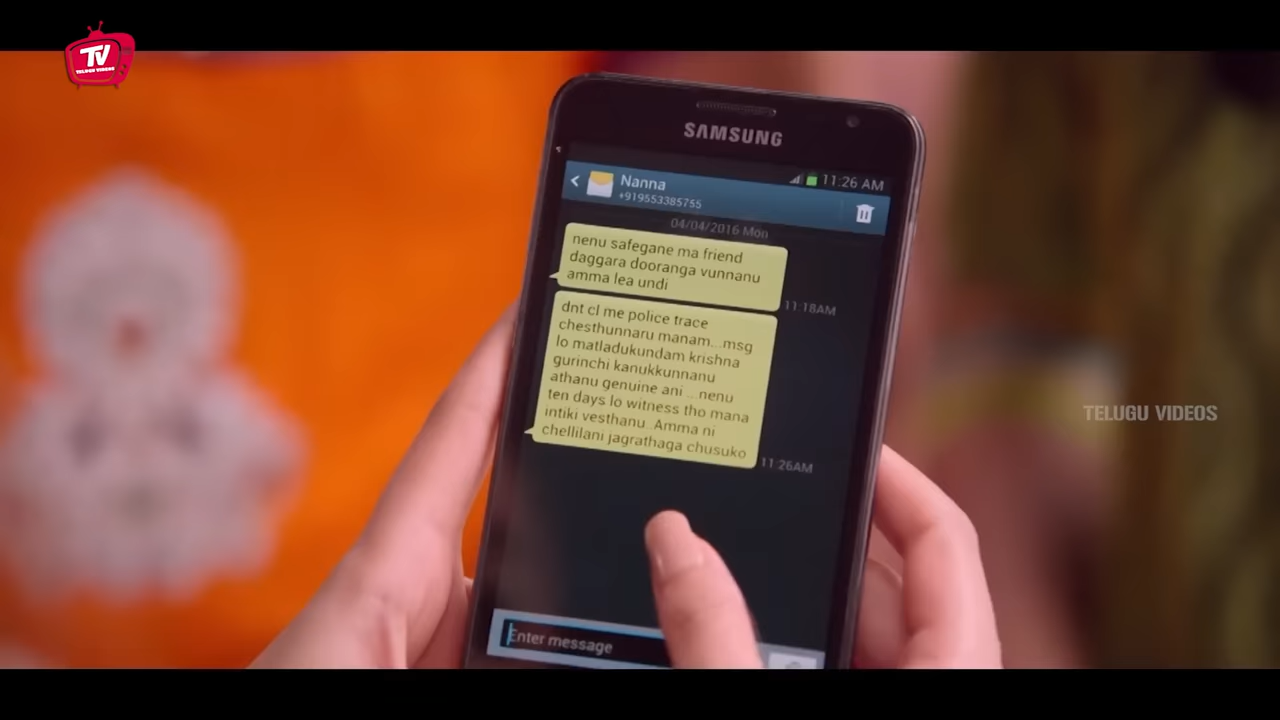 TV
TELUGU VIDEOS
SAMSUNG
11:26 AM
Nanna
+919553385755
04/04/2016 Mon
nenu safegane ma friend
daggara dooranga vunnanu
amma lea undi
11:18AM
dnt cl me police trace
chesthunnaru manam...msg
lo matladukundam krishna
gurinchi kanukkunnanu
athanu genuine ani ...nenu
ten days lo witness tho mana
intiki vesthanu..Amma ni
chellilani jagrathaga chusuko
11:26AM
TELUGU VIDEOS
Enter message